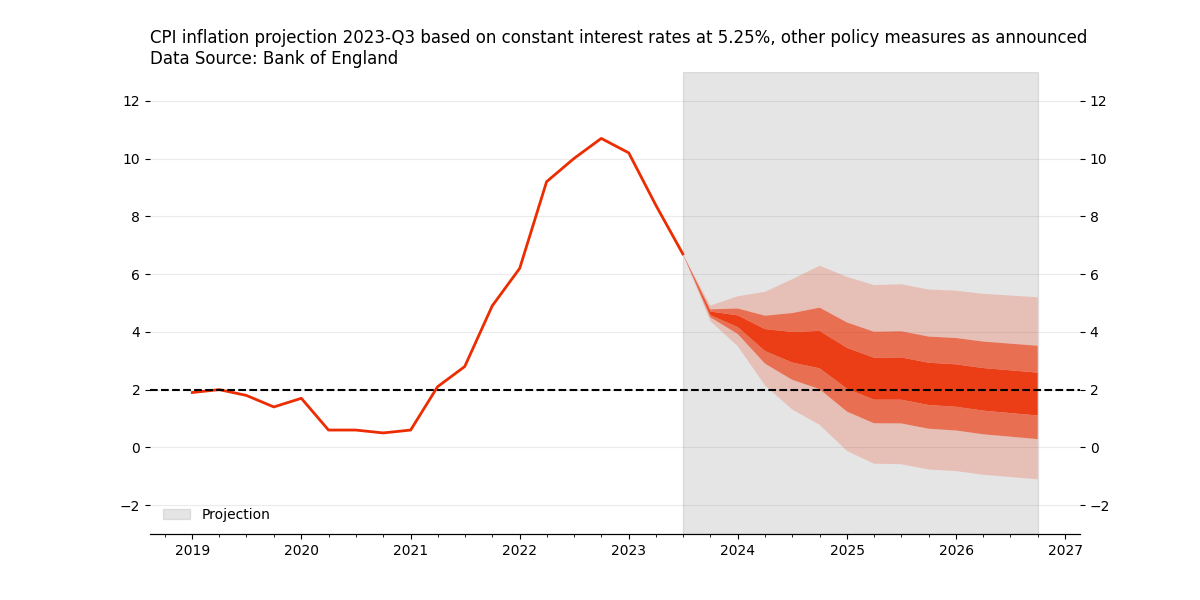 CPI inflation projection 2023-Q3 based on constant interest rates at 5.25%, other policy measures as announced
Data Source: Bank of England
12 12
10 10
8 8
6 6
4 4
2 2
0 0
−2 −2
Projection
2019 2020 2021 2022 2023 2024 2025 2026 2027